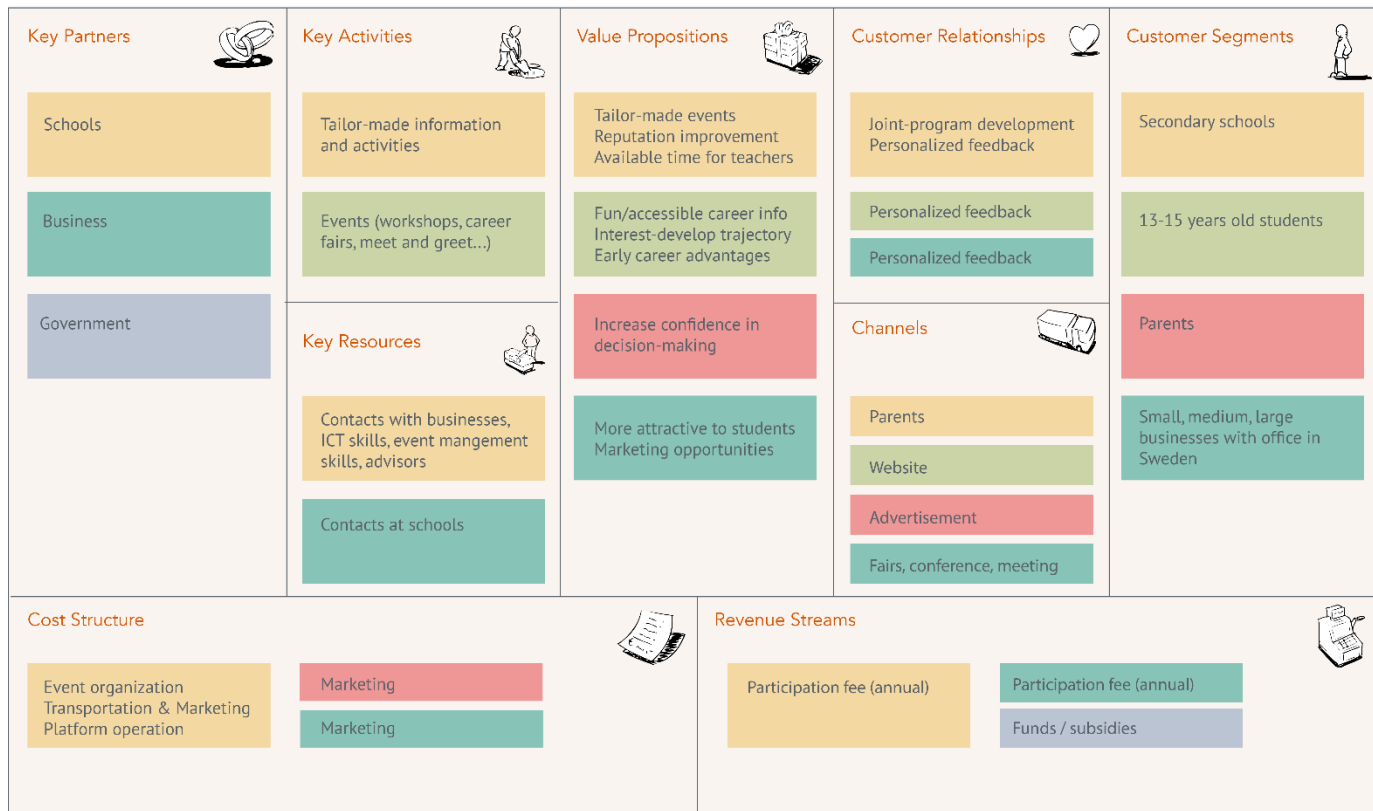 Key Partners
Schools
Business
Government
Key Activities
Tailor-made information
and activities
Events (workshops, career
fairs, meet and greet...)
Key Resources
Contacts with businesses,
ICT skills, event mangement
skills, advisors
Contacts at schools
Value Propositions
Tailor-made events
Reputation improvement
Available time for teachers
Fun/accessible career info
Interest-develop trajectory
Early career advantages
Increase confidence in
decision-making
More attractive to students
Marketing opportunities
Customer Relationships
Joint-program development
Personalized feedback
Personalized feedback
Personalized feedback
Channels
Parents
Website
Advertisement
Fairs, conference, meeting
Customer Segments
Secondary schools
13-15 years old students
Parents
Small, medium, large
businesses with office in
Sweden
Cost Structure
Event organization
Transportation & Marketing
Platform operation
Marketing
Marketing
Revenue Streams
Participation fee (annual)
Participation fee (annual)
Funds / subsidies